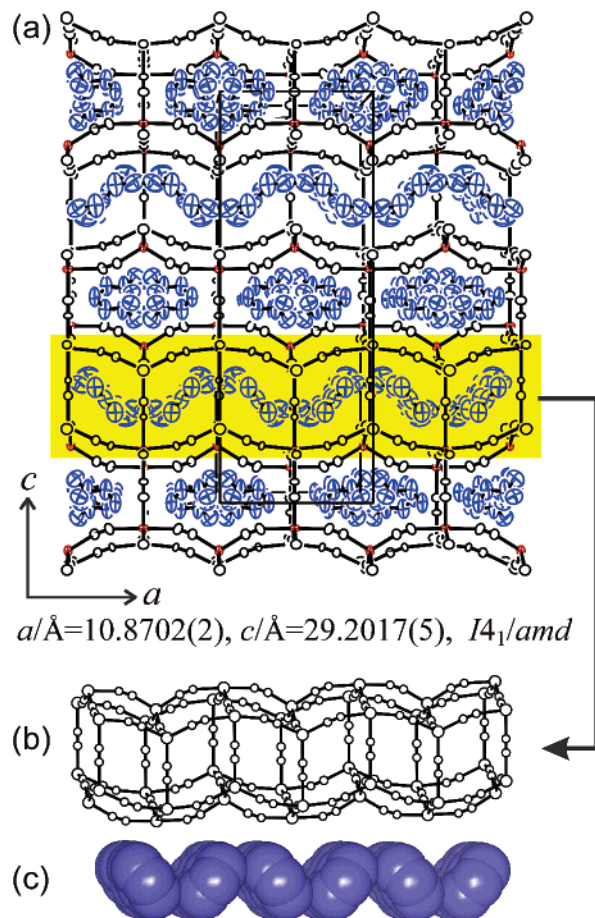 (a)
c
a
a/Å=10.8702(2), c/Å=29.2017(5), I4₁/amd
(b)
(c)